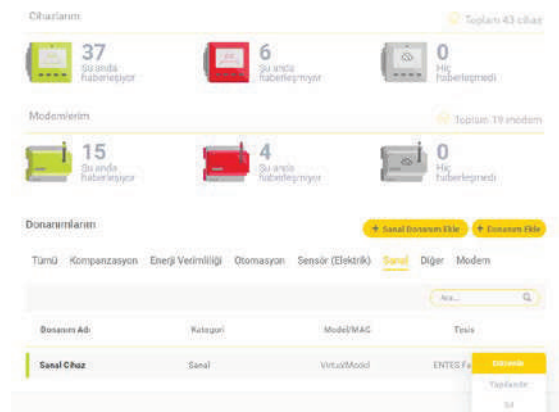 Cihazlarım
Toplam 43 cihaz
37
Şu anda
haberleşiyor
6
Şu anda
haberleşmiyor
0
Hiç
haberleşmedi
Modemlerim
Toplam 19 modem
15
Şu anda
haberleşiyor
4
Şu anda
haberleşmiyor
0
Hiç
haberleşmedi
Donanımlarım
+ Sanal Donanım Ekle
+ Donanım Ekle
Tümü Kompanzasyon Enerji Verimliliği Otomasyon Sensör (Elektrik) Sanal Diğer Modem
Ara...
Donanım Adı Kategori Model/MAC Tesis
Sanal Cihaz Sanal VirtualModel ENTES Fa
Düzenle
Yapılandır
Sil